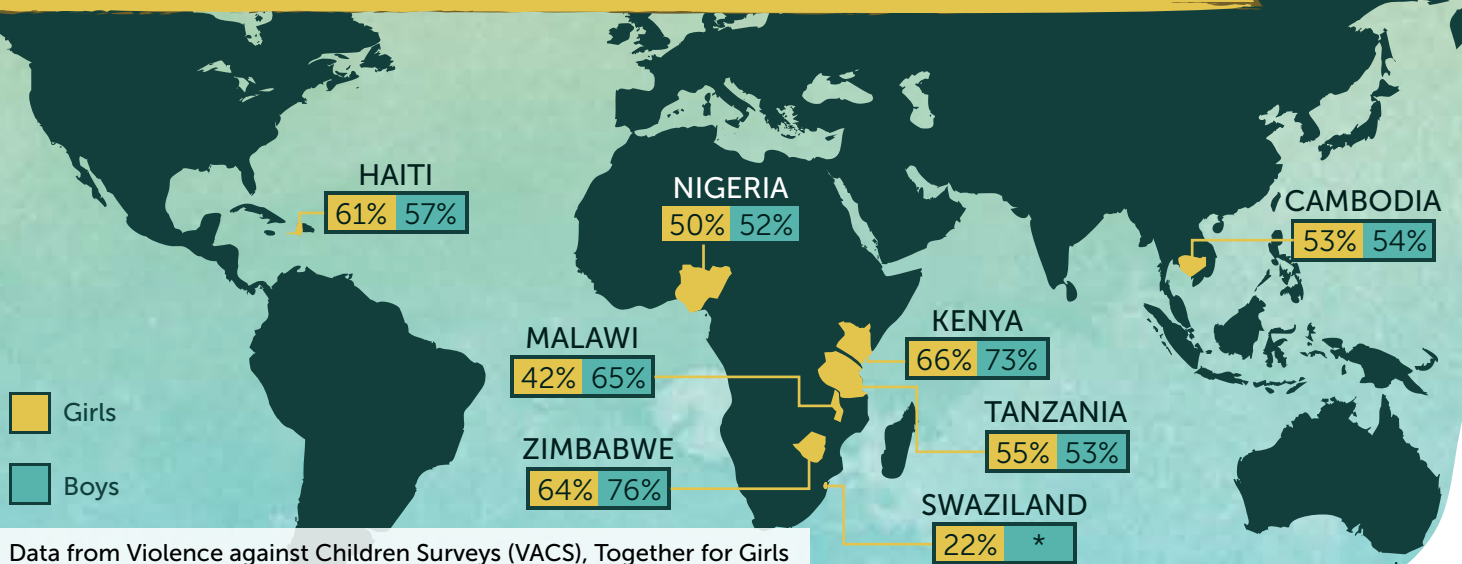 HAITI
61% 57%
NIGERIA
50% 52%
CAMBODIA
53% 54%
MALAWI
42% 65%
KENYA
66% 73%
TANZANIA
55% 53%
ZIMBABWE
64% 76%
SWAZILAND
22% *
Girls
Boys
Data from Violence against Children Surveys (VACS), Together for Girls